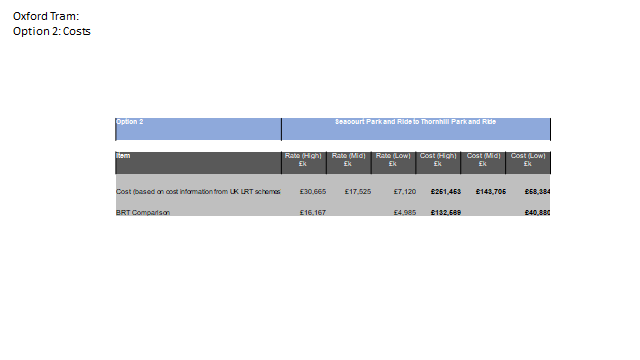 Oxford Tram:
Option 2: Costs
Option 2 Seacourt Park and Ride to Thornhill Park and Ride
Item Rate (High) Rate (Mid) Rate (Low) Cost (High) Cost (Mid) Cost (Low)
£k £k £k £k £k £k
Cost (based on cost information from UK LRT schemes £30,665 £17,525 £7,120 £251,453 £143,705 £58,384
BRT Comparison £16,167 £4,985 £132,569 £40,880